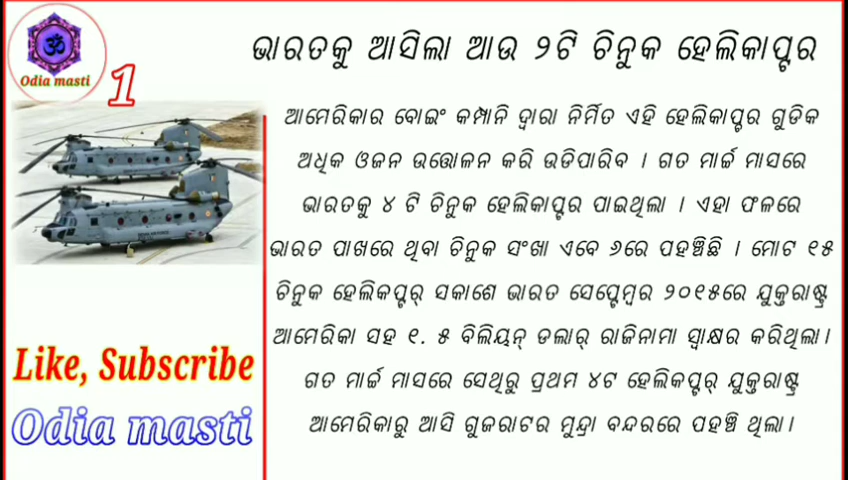 ଭାରତକୁ ଆସିଲା ଆଉ ୨ଟି ଚିନୁକ ହେଲିକାପ୍ଟର
Odia masti
1
ଆମେରିକାର ବୋଇଂ କମ୍ପାନି ଦ୍ୱାରା ନିର୍ମିତ ଏହି ହେଲିକାପ୍ଟର ଗୁଡିକ
ଅଧିକ ଓଜନ ଉତ୍ତୋଳନ କରି ଉଡିପାରିବ । ଗତ ମାର୍ଚ୍ଚ ମାସରେ
ଭାରତକୁ ୪ ଟି ଚିନୁକ ହେଲିକାପ୍ଟର ପାଇଥିଲା । ଏହା ଫଳରେ
ଭାରତ ପାଖରେ ଥିବା ଚିନୁକ ସଂଖା ଏବେ ୬ରେ ପହଞ୍ଚିଛି । ମୋଟ ୧୫
ଚିନୁକ ହେଲିକପ୍ଟର୍ ସକାଶେ ଭାରତ ସେପ୍ଟେମ୍ବର ୨୦୧୫ରେ ଯୁକ୍ତରାଷ୍ଟ୍ର
ଆମେରିକା ସହ ୧. ୫ ବିଲିୟନ୍ ଡଲାର୍ ରାଜିନାମା ସ୍ୱାକ୍ଷର କରିଥିଲା।
ଗତ ମାର୍ଚ୍ଚ ମାସରେ ସେଥିରୁ ପ୍ରଥମ ୪ଟ ହେଲିକପ୍ଟର୍ ଯୁକ୍ତରାଷ୍ଟ୍ର
ଆମେରିକାରୁ ଆସି ଗୁଜରାଟର ମୁନ୍ଦ୍ରା ବନ୍ଦରରେ ପହଞ୍ଚି ଥିଲା।
Like, Subscribe
Odia masti